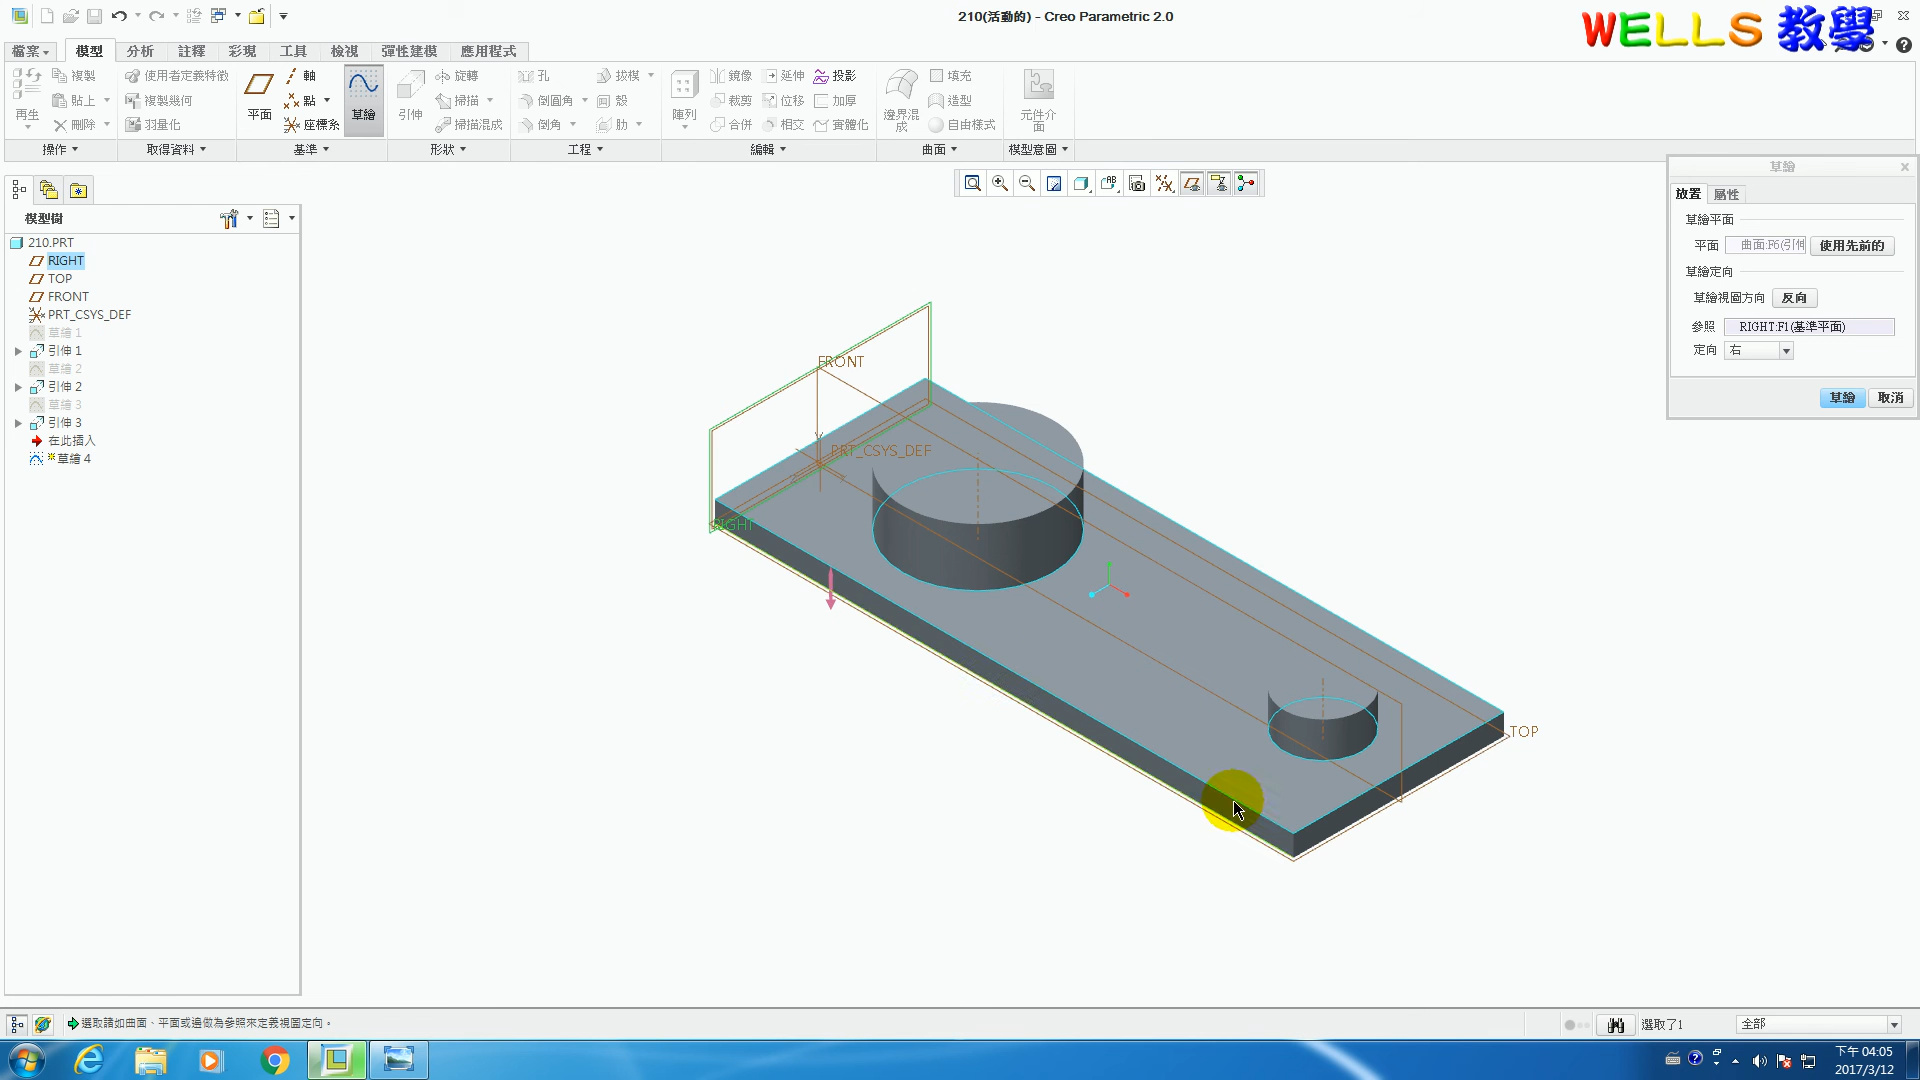 210(活動的) - Creo Parametric 2.0
WELLS 教學
檔案 模型 分析 註釋 彩現 工具 檢視 彈性建模 應用程式
再生 複製 貼上 刪除
使用者定義特徵 複製幾何 羽量化
平面 軸 點 座標系 草繪
引伸 旋轉 掃描 掃描混成
孔 倒圓角 倒角 拔模 殼 肋
陣列 鏡像 裁剪 合併 延伸 位移 相交 投影 加厚 實體化
邊界混成 填充 造型 自由樣式
元件介面
操作 取得資料 基準 形狀 工程 編輯 曲面 模型意圖
模型樹
210.PRT
RIGHT
TOP
FRONT
PRT_CSYS_DEF
草繪 1
引伸 1
草繪 2
引伸 2
草繪 3
引伸 3
在此插入
草繪 4
FRONT
PRT_CSYS_DEF
RIGHT
TOP
草繪
放置 屬性
草繪平面
平面 曲面:F6(引伸 使用先前的
草繪定向
草繪視圖方向 反向
參照 RIGHT:F1(基準平面)
定向 右
草繪 取消
選取諸如曲面、平面或邊做為參照來定義視圖定向。
選取了1 全部
下午 04:05
2017/3/12